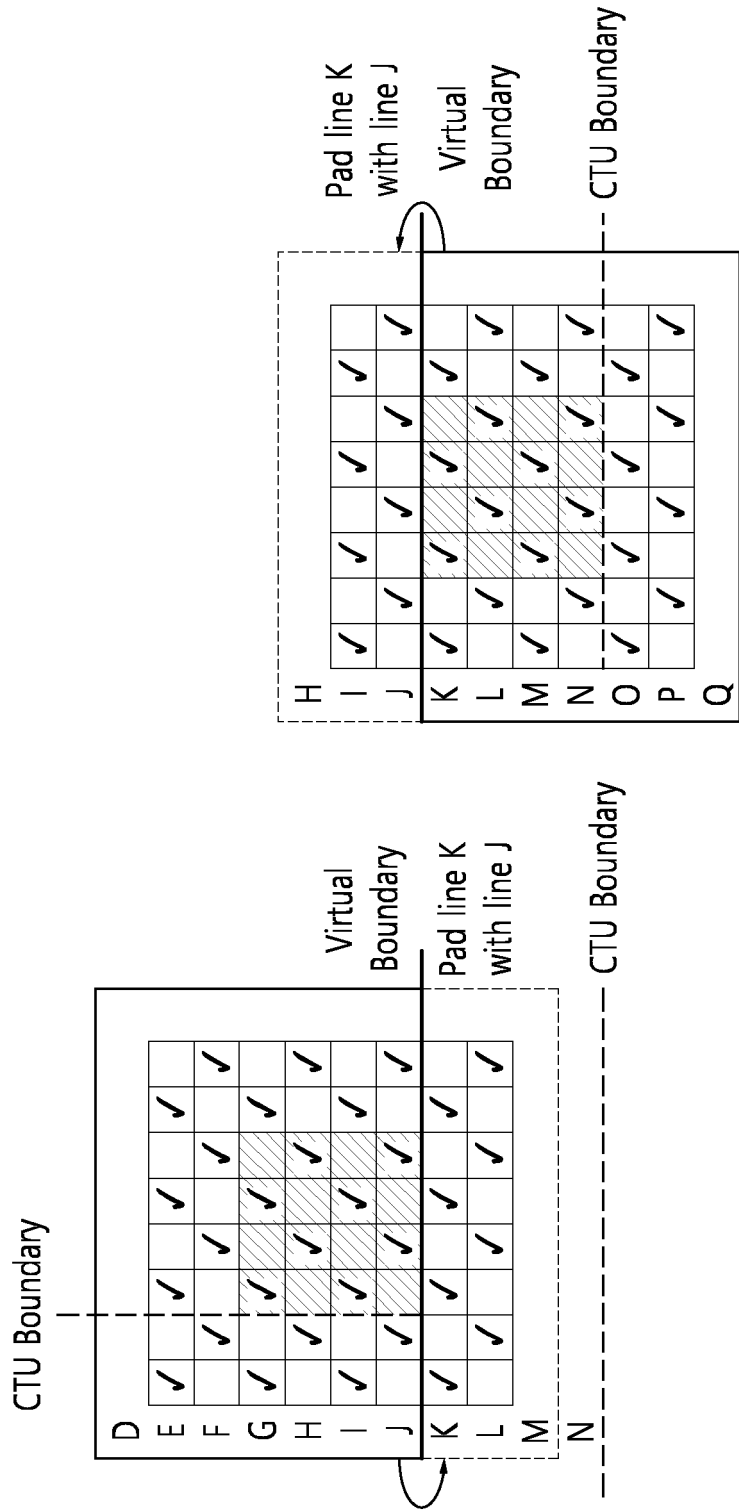 CTU Boundary
D
E
F
G
H
I
J
K
L
M
N
Virtual
Boundary
Pad line K
with line J
CTU Boundary
H
I
J
K
L
M
N
O
P
Q
Pad line K
with line J
Virtual
Boundary
CTU Boundary